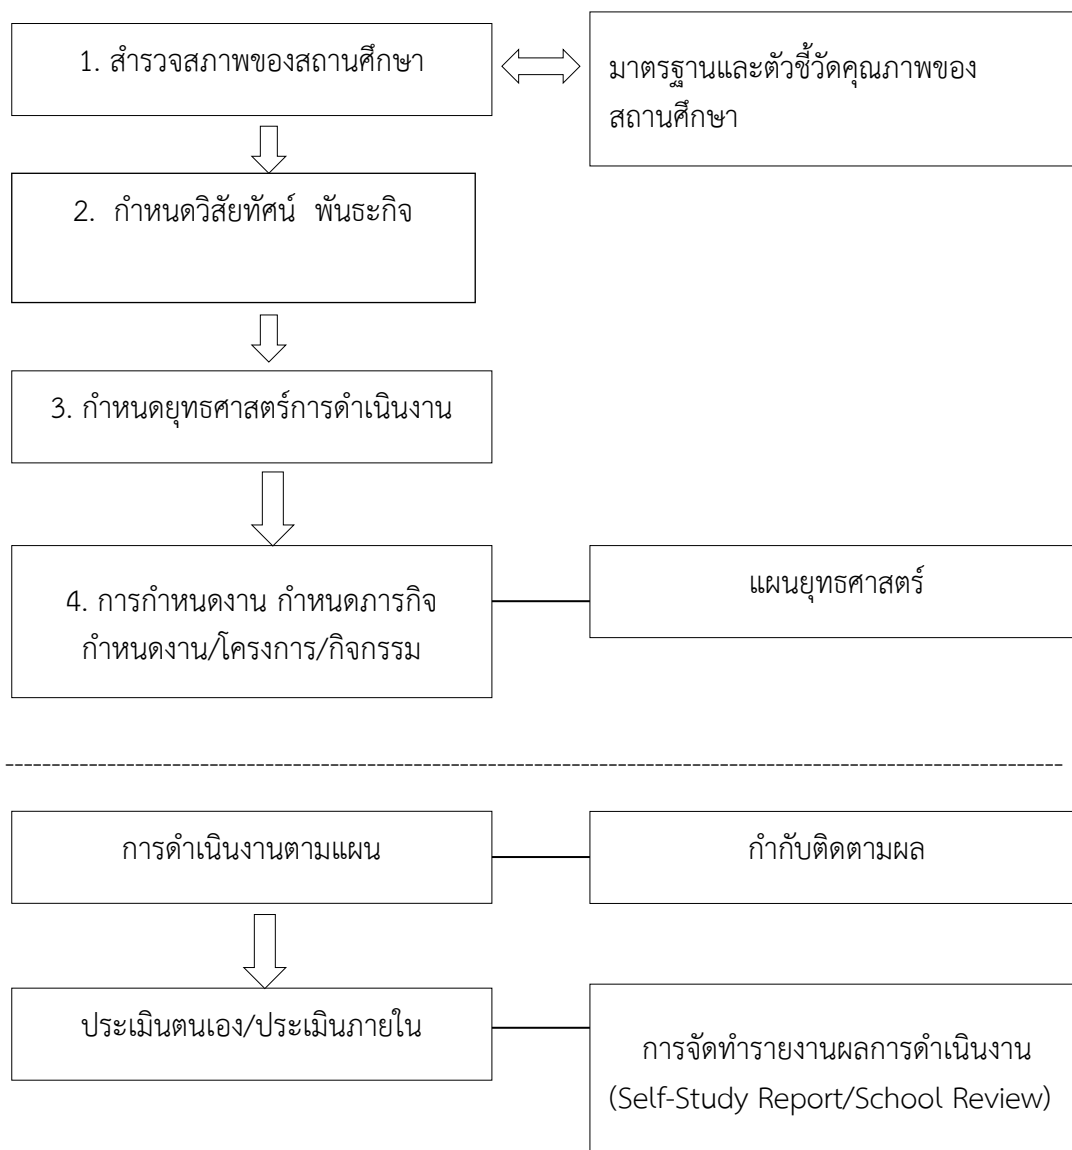 1. สำรวจสภาพของสถานศึกษา
มาตรฐานและตัวชี้วัดคุณภาพของ
สถานศึกษา
2. กำหนดวิสัยทัศน์ พันธะกิจ
3. กำหนดยุทธศาสตร์การดำเนินงาน
4. การกำหนดงาน กำหนดภารกิจ
กำหนดงาน/โครงการ/กิจกรรม
แผนยุทธศาสตร์
การดำเนินงานตามแผน
กำกับติดตามผล
ประเมินตนเอง/ประเมินภายใน
การจัดทำรายงานผลการดำเนินงาน
(Self-Study Report/School Review)